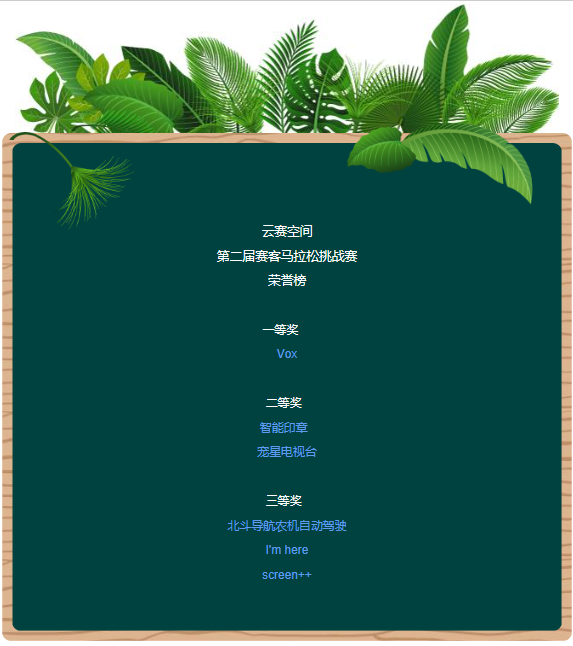 云赛空间
第二届赛客马拉松挑战赛
荣誉榜
一等奖
Vox
二等奖
智能印章
宠星电视台
三等奖
北斗导航农机自动驾驶
I'm here
screen++